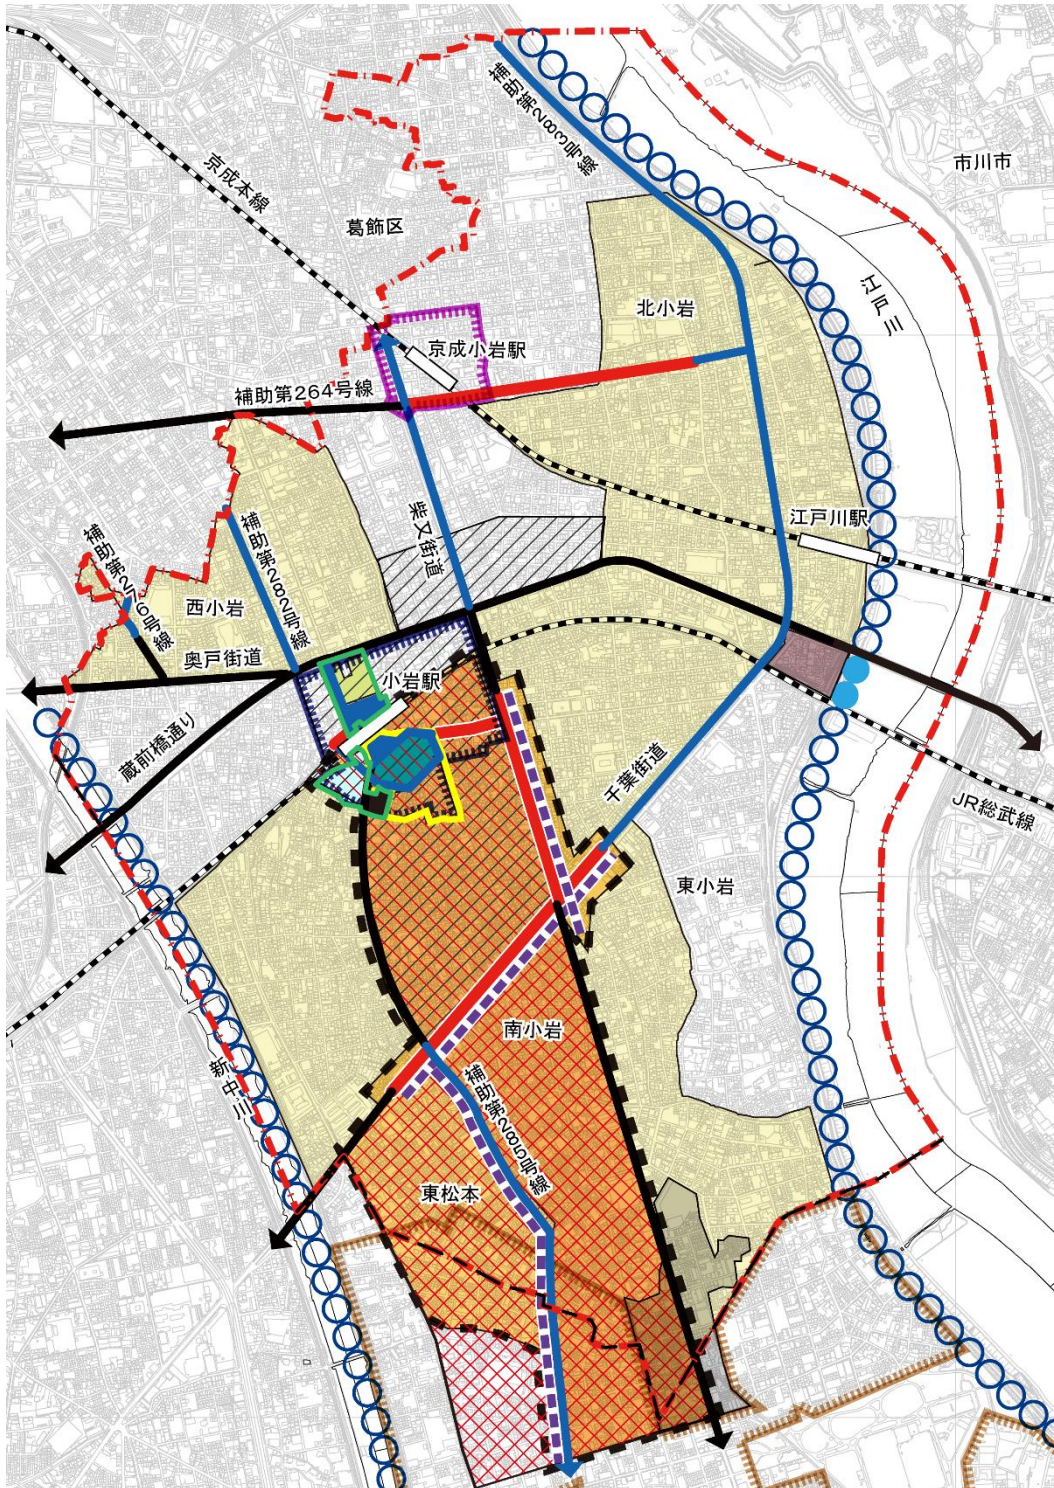 補助第283号線
市川市
京成本線
葛飾区
江戸川
北小岩
京成小岩駅
補助第264号線
柴又街道
江戸川駅
補助第276号線
補助第282号線
西小岩
奥戸街道
小岩駅
蔵前橋通り
千葉街道
JR総武線
東小岩
南小岩
新中川
補助第285号線
東松本